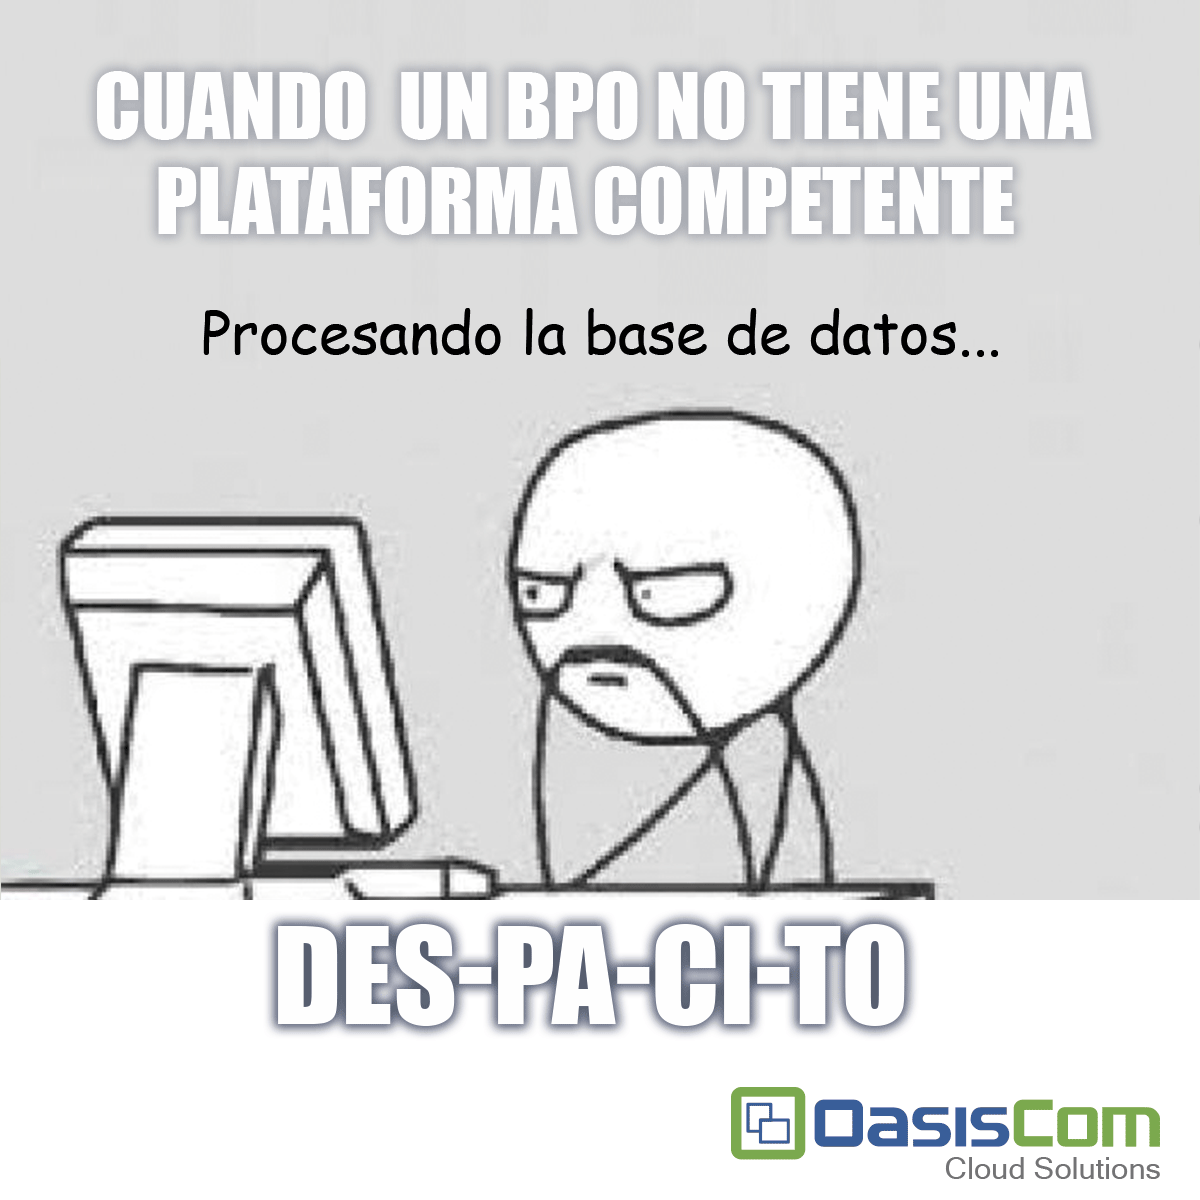 CUANDO UN BPO NO TIENE UNA
PLATAFORMA COMPETENTE
Procesando la base de datos...
DES-PA-CI-TO
OasisCom
Cloud Solutions